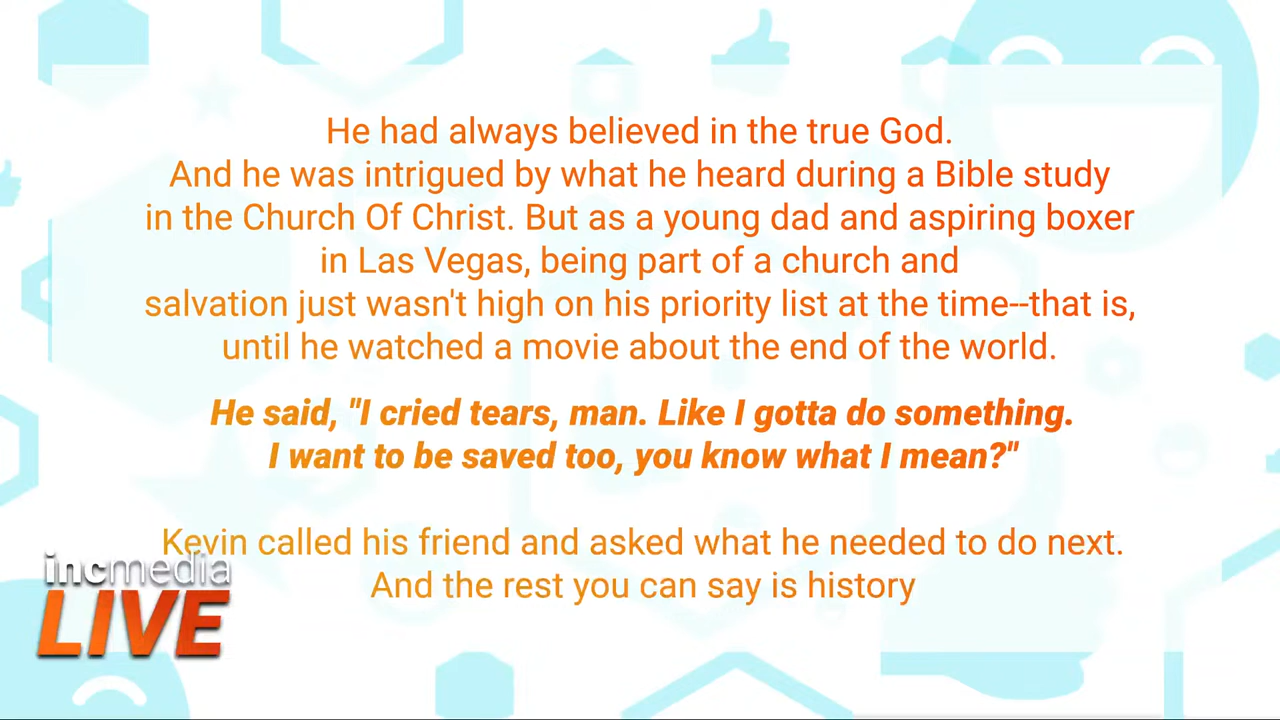 He had always believed in the true God.
And he was intrigued by what he heard during a Bible study
in the Church Of Christ. But as a young dad and aspiring boxer
in Las Vegas, being part of a church and
salvation just wasn't high on his priority list at the time--that is,
until he watched a movie about the end of the world.
He said, "I cried tears, man. Like I gotta do something.
I want to be saved too, you know what I mean?"
Kevin called his friend and asked what he needed to do next.
And the rest you can say is history
incmedia
LIVE